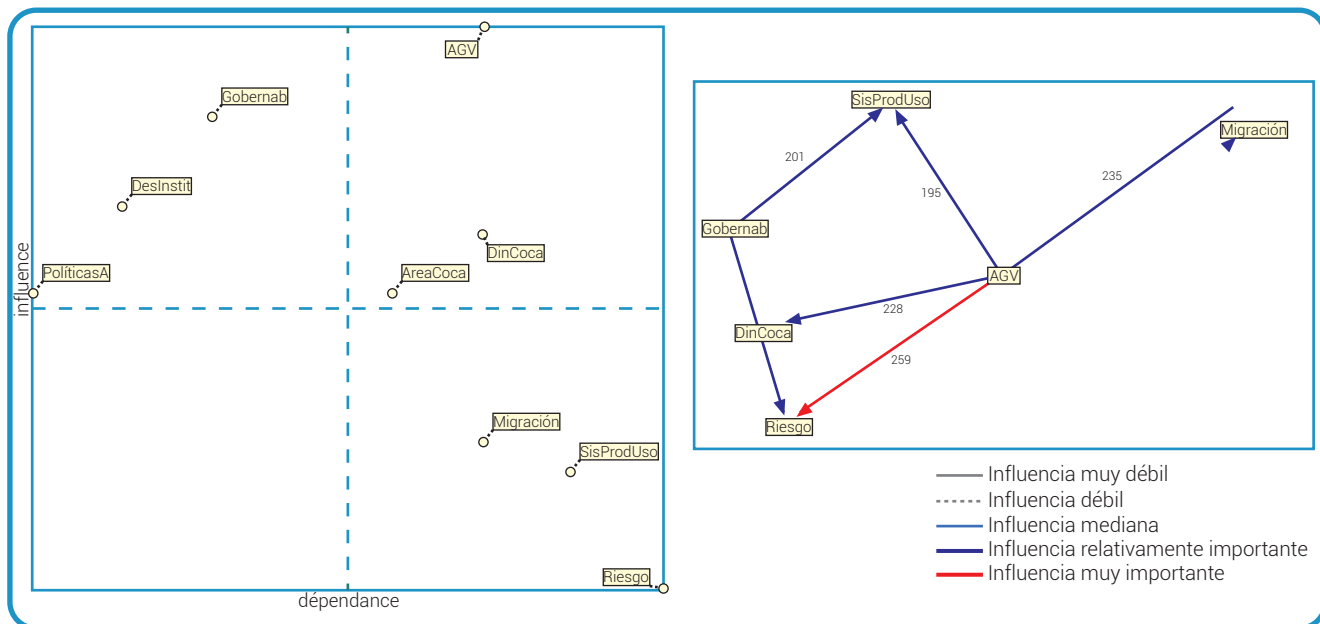 AGV
Gobernab
DesInstit
DinCoca
PolíticasA
AreaCoca
influence
Migración
SisProdUso
Riesgo
dépendance
SisProdUso
Migración
201
235
195
Gobernab
AGV
228
DinCoca
259
Riesgo
Influencia muy débil
Influencia débil
Influencia mediana
Influencia relativamente importante
Influencia muy importante